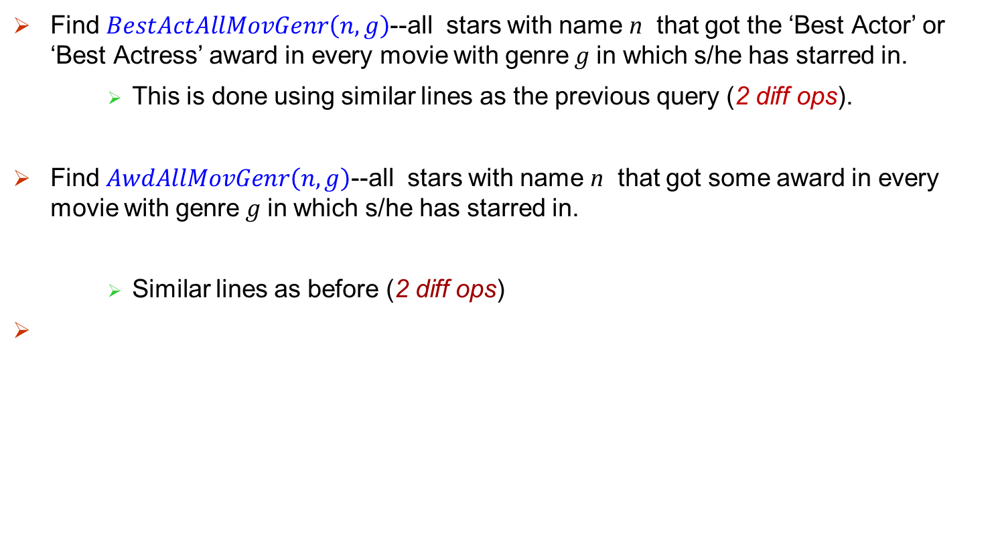 ➢ Find BestActAllMovGenr(n, g)--all stars with name n that got the ‘Best Actor’ or
‘Best Actress’ award in every movie with genre g in which s/he has starred in.
➢ This is done using similar lines as the previous query (2 diff ops).
➢ Find AwdAllMovGenr(n, g)--all stars with name n that got some award in every
movie with genre g in which s/he has starred in.
➢ Similar lines as before (2 diff ops)
➢